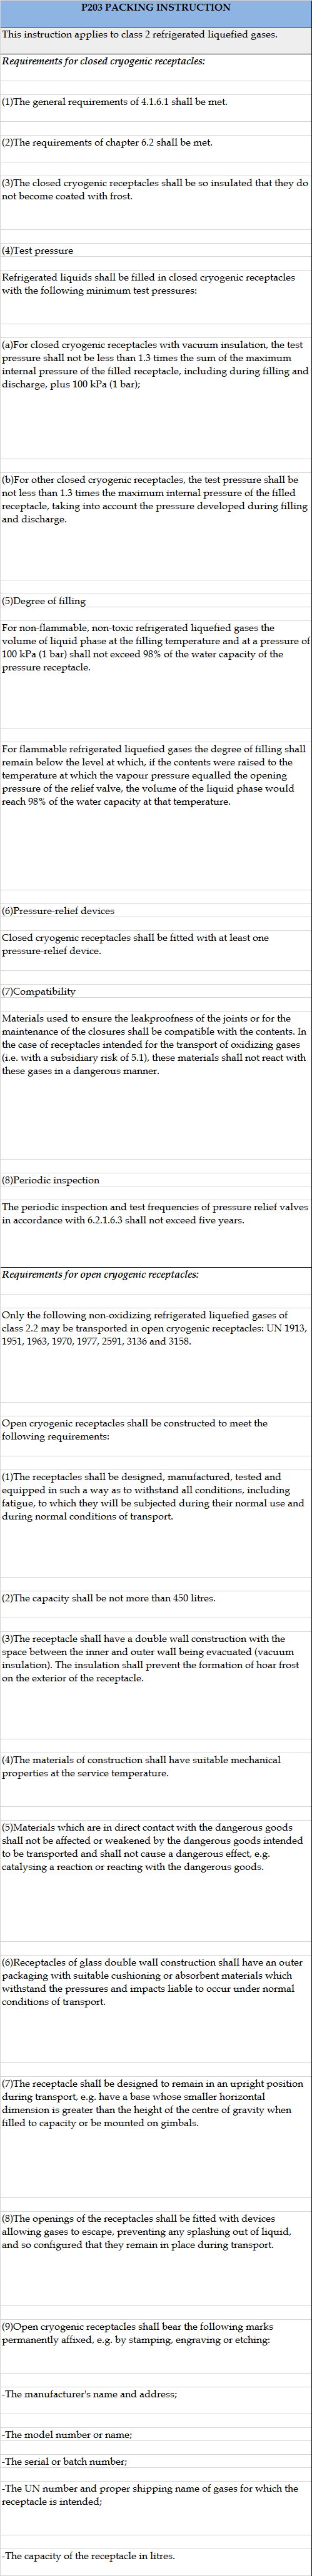 P203 PACKING INSTRUCTION
This instruction applies to class 2 refrigerated liquefied gases.
Requirements for closed cryogenic receptacles:
(1)The general requirements of 4.1.6.1 shall be met.
(2)The requirements of chapter 6.2 shall be met.
(3)The closed cryogenic receptacles shall be so insulated that they do
not become coated with frost.
(4)Test pressure
Refrigerated liquids shall be filled in closed cryogenic receptacles
with the following minimum test pressures:
(a)For closed cryogenic receptacles with vacuum insulation, the test
pressure shall not be less than 1.3 times the sum of the maximum
internal pressure of the filled receptacle, including during filling and
discharge, plus 100 kPa (1 bar);
(b)For other closed cryogenic receptacles, the test pressure shall be
not less than 1.3 times the maximum internal pressure of the filled
receptacle, taking into account the pressure developed during filling
and discharge.
(5)Degree of filling
For non-flammable, non-toxic refrigerated liquefied gases the
volume of liquid phase at the filling temperature and at a pressure of
100 kPa (1 bar) shall not exceed 98% of the water capacity of the
pressure receptacle.
For flammable refrigerated liquefied gases the degree of filling shall
remain below the level at which, if the contents were raised to the
temperature at which the vapour pressure equalled the opening
pressure of the relief valve, the volume of the liquid phase would
reach 98% of the water capacity at that temperature.
(6)Pressure-relief devices
Closed cryogenic receptacles shall be fitted with at least one
pressure-relief device.
(7)Compatibility
Materials used to ensure the leakproofness of the joints or for the
maintenance of the closures shall be compatible with the contents. In
the case of receptacles intended for the transport of oxidizing gases
(i.e. with a subsidiary risk of 5.1), these materials shall not react with
these gases in a dangerous manner.
(8)Periodic inspection
The periodic inspection and test frequencies of pressure relief valves
in accordance with 6.2.1.6.3 shall not exceed five years.
Requirements for open cryogenic receptacles:
Only the following non-oxidizing refrigerated liquefied gases of
class 2.2 may be transported in open cryogenic receptacles: UN 1913,
1951, 1963, 1970, 1977, 2591, 3136 and 3158.
Open cryogenic receptacles shall be constructed to meet the
following requirements:
(1)The receptacles shall be designed, manufactured, tested and
equipped in such a way as to withstand all conditions, including
fatigue, to which they will be subjected during their normal use and
during normal conditions of transport.
(2)The capacity shall be not more than 450 litres.
(3)The receptacle shall have a double wall construction with the
space between the inner and outer wall being evacuated (vacuum
insulation). The insulation shall prevent the formation of hoar frost
on the exterior of the receptacle.
(4)The materials of construction shall have suitable mechanical
properties at the service temperature.
(5)Materials which are in direct contact with the dangerous goods
shall not be affected or weakened by the dangerous goods intended
to be transported and shall not cause a dangerous effect, e.g.
catalysing a reaction or reacting with the dangerous goods.
(6)Receptacles of glass double wall construction shall have an outer
packaging with suitable cushioning or absorbent materials which
withstand the pressures and impacts liable to occur under normal
conditions of transport.
(7)The receptacle shall be designed to remain in an upright position
during transport, e.g. have a base whose smaller horizontal
dimension is greater than the height of the centre of gravity when
filled to capacity or be mounted on gimbals.
(8)The openings of the receptacles shall be fitted with devices
allowing gases to escape, preventing any splashing out of liquid,
and so configured that they remain in place during transport.
(9)Open cryogenic receptacles shall bear the following marks
permanently affixed, e.g. by stamping, engraving or etching:
-The manufacturer's name and address;
-The model number or name;
-The serial or batch number;
-The UN number and proper shipping name of gases for which the
receptacle is intended;
-The capacity of the receptacle in litres.